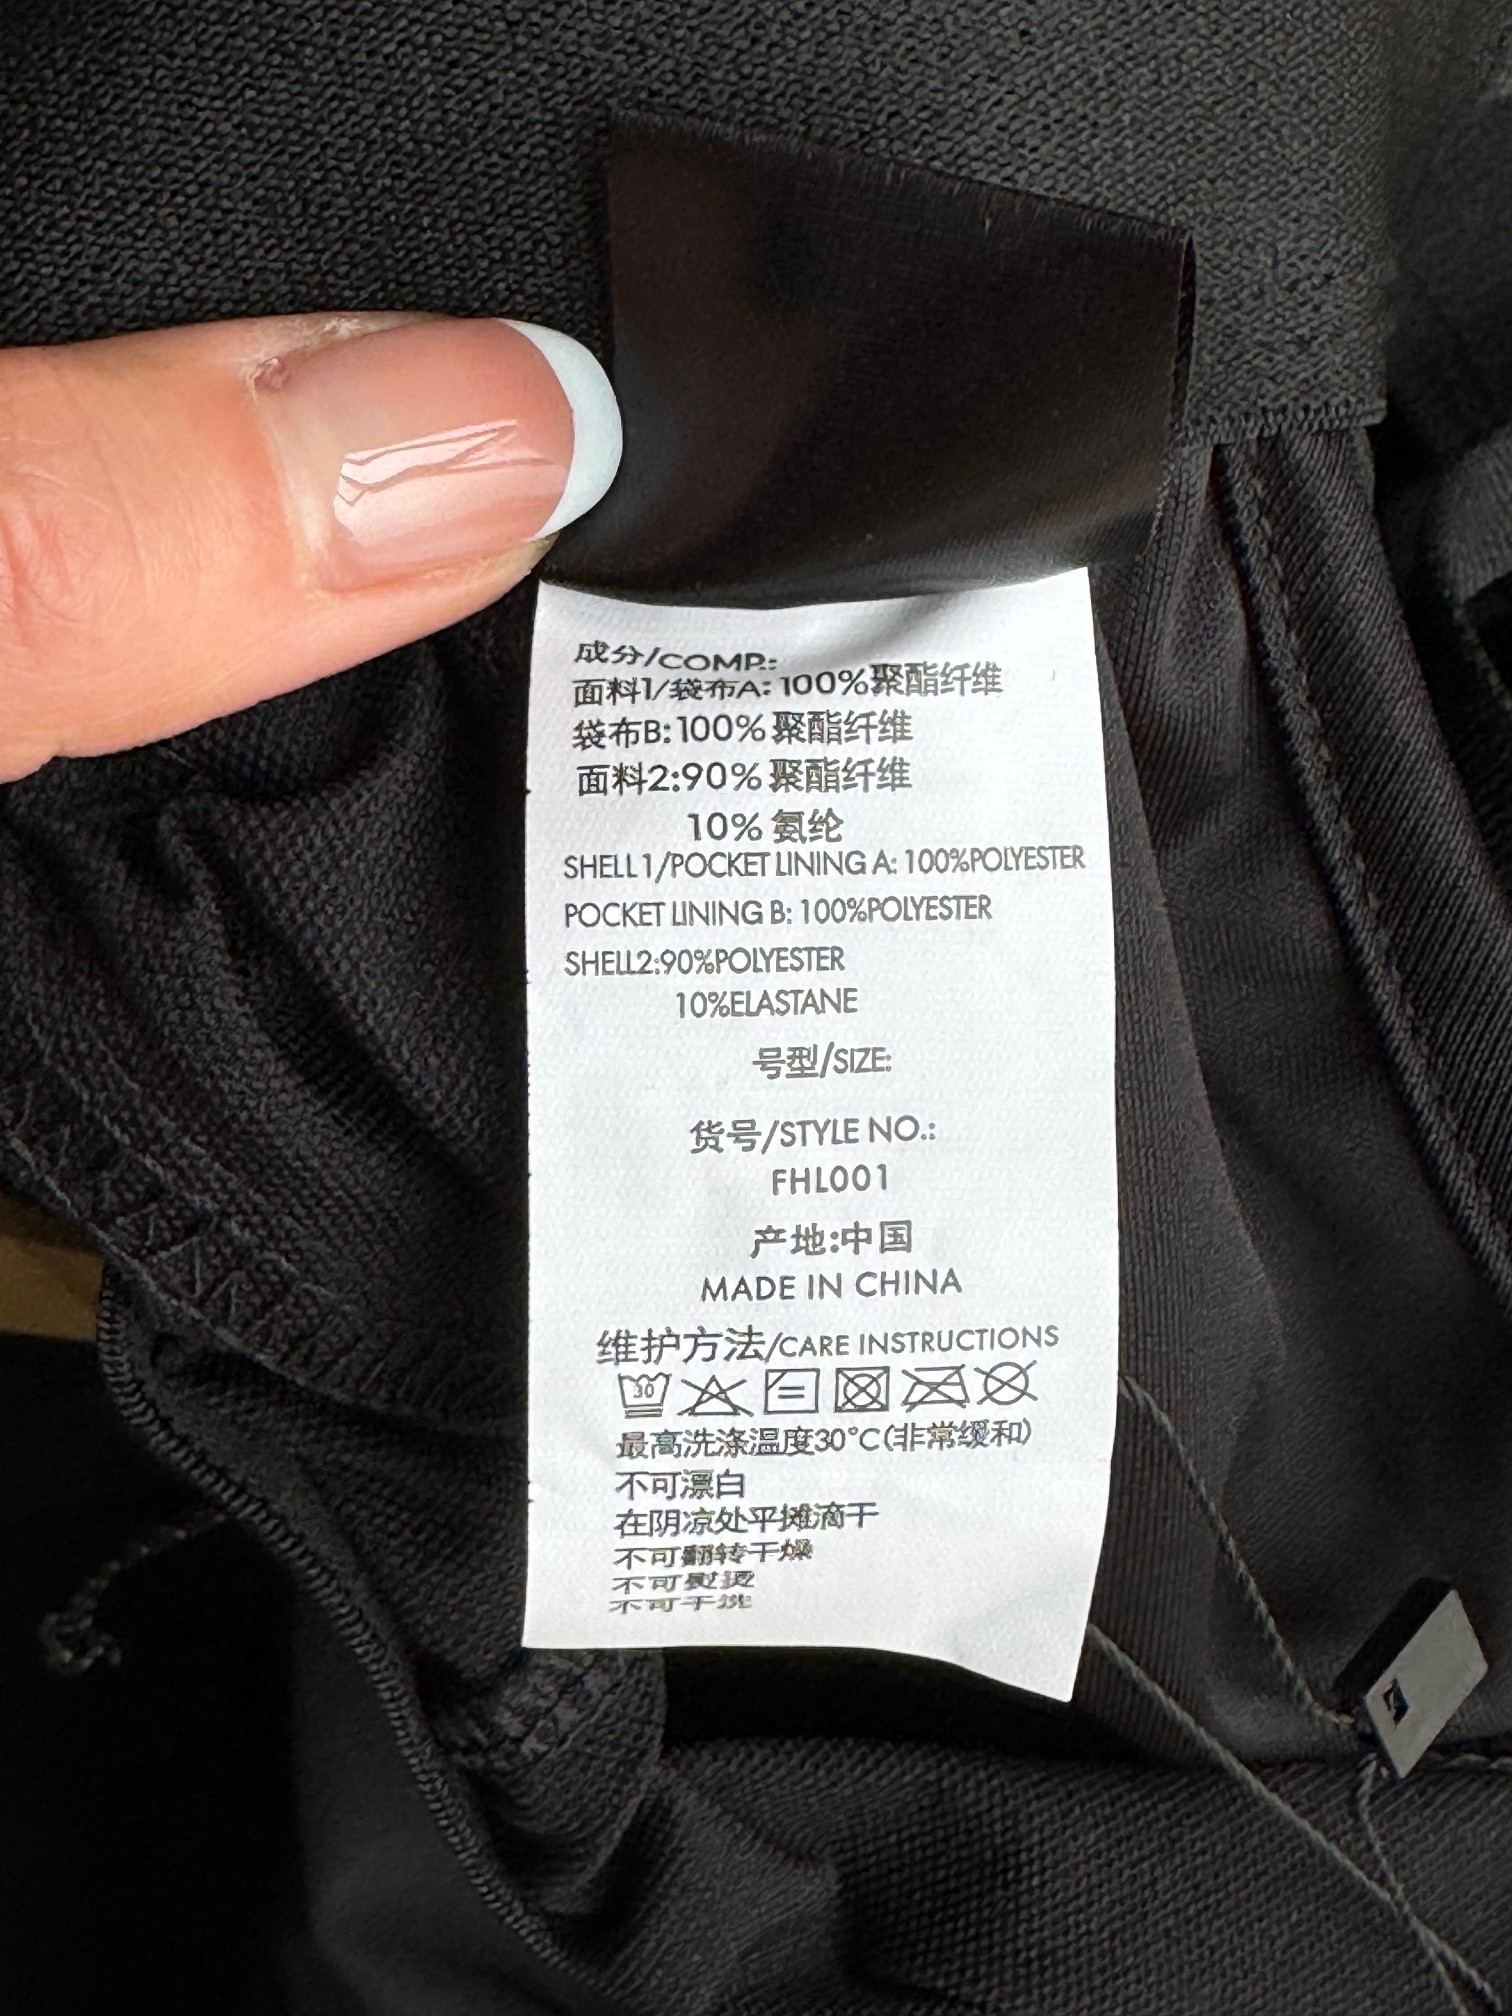 成分/COMP.:
面料1/袋布A: 100%聚酯纤维
袋布B:100%聚酯纤维
面料2:90%聚酯纤维
10%氨纶
SHELL1/POCKET LINING A: 100%POLYESTER
POCKET LINING B: 100%POLYESTER
SHELL2:90%POLYESTER
10%ELASTANE
号型/SIZE:
货号/STYLE NO.:
FHL001
产地:中国
MADE IN CHINA
维护方法/CARE INSTRUCTIONS
30
最高洗涤温度30°C(非常缓和)
不可漂白
在阴凉处平摊滴干
不可翻转干燥
不可熨烫
不可干洗